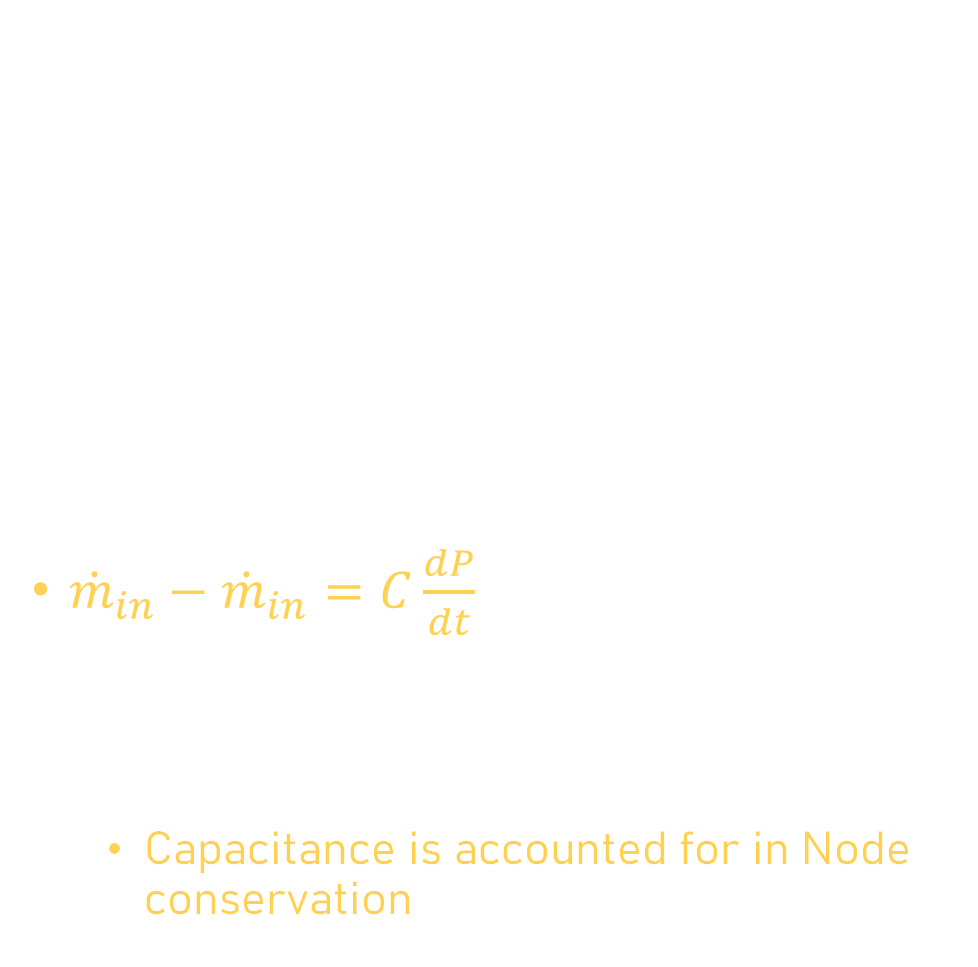 • ṁ_in − ṁ_in = C dP/dt
• Capacitance is accounted for in Node
conservation